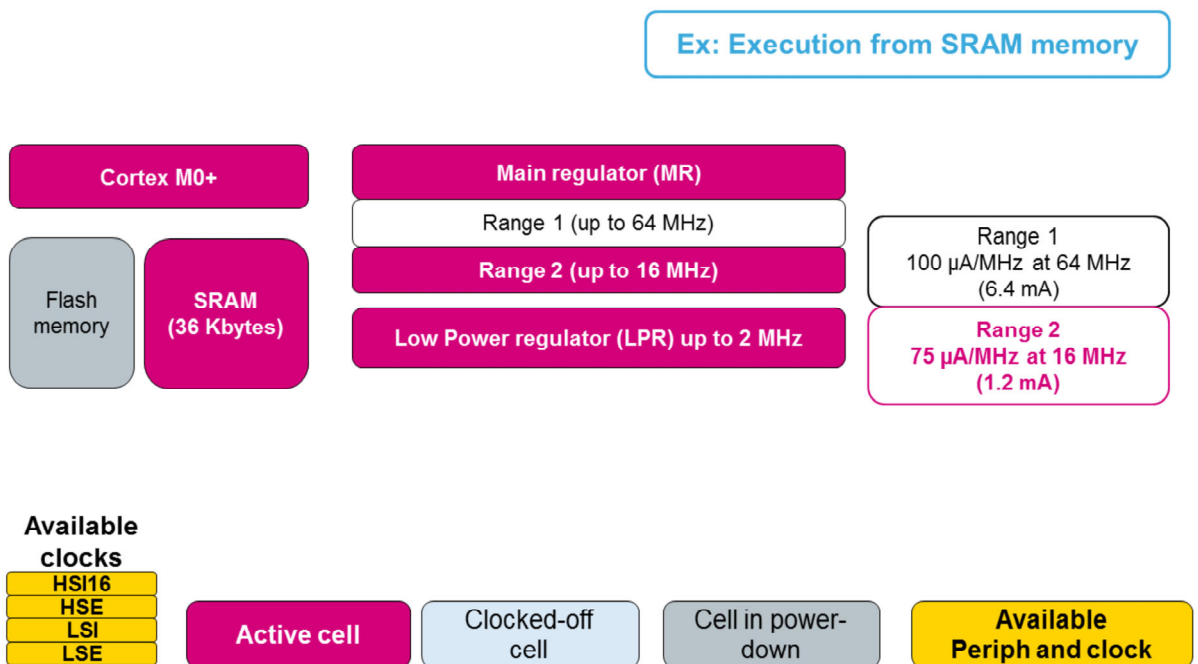 Ex: Execution from SRAM memory
Cortex M0+
Flash
memory
SRAM
(36 Kbytes)
Main regulator (MR)
Range 1 (up to 64 MHz)
Range 2 (up to 16 MHz)
Low Power regulator (LPR) up to 2 MHz
Range 1
100 µA/MHz at 64 MHz
(6.4 mA)
Range 2
75 µA/MHz at 16 MHz
(1.2 mA)
Available
clocks
HSI16
HSE
LSI
LSE
Active cell
Clocked-off
cell
Cell in power-
down
Available
Periph and clock